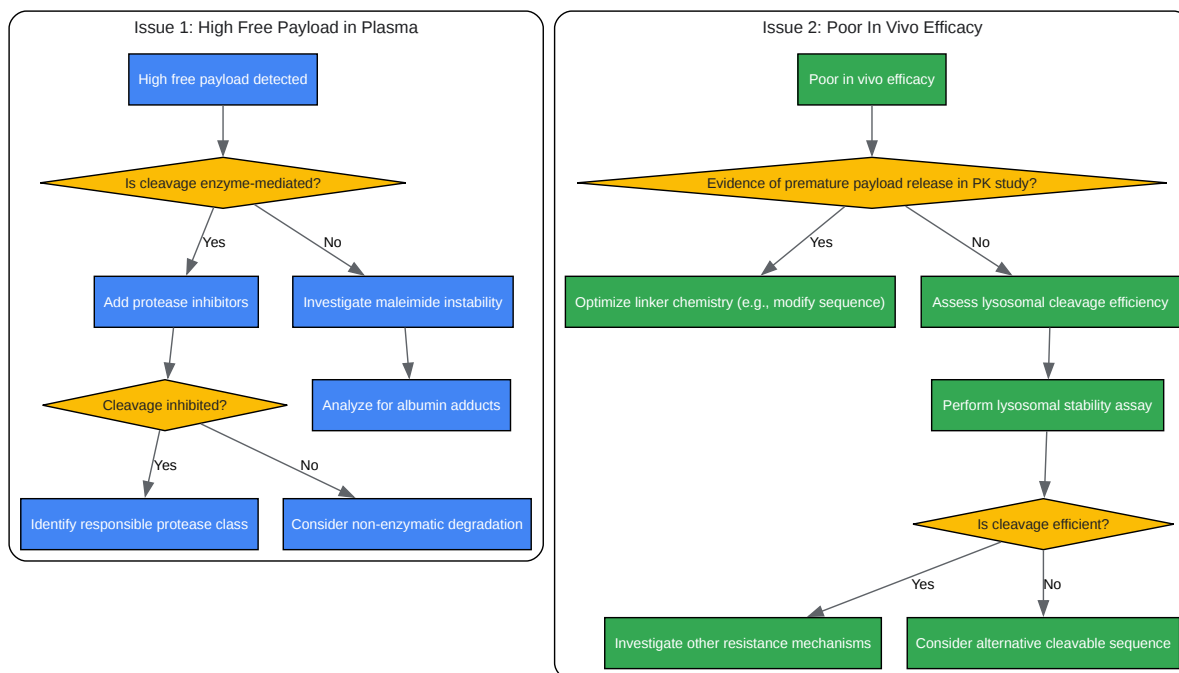 Issue 1: High Free Payload in Plasma
High free payload detected
Is cleavage enzyme-mediated?
Yes
No
Add protease inhibitors
Investigate maleimide instability
Cleavage inhibited?
Analyze for albumin adducts
Yes
No
Identify responsible protease class
Consider non-enzymatic degradation
Issue 2: Poor In Vivo Efficacy
Poor in vivo efficacy
Evidence of premature payload release in PK study?
Yes
No
Optimize linker chemistry (e.g., modify sequence)
Assess lysosomal cleavage efficiency
Perform lysosomal stability assay
Is cleavage efficient?
Yes
No
Investigate other resistance mechanisms
Consider alternative cleavable sequence